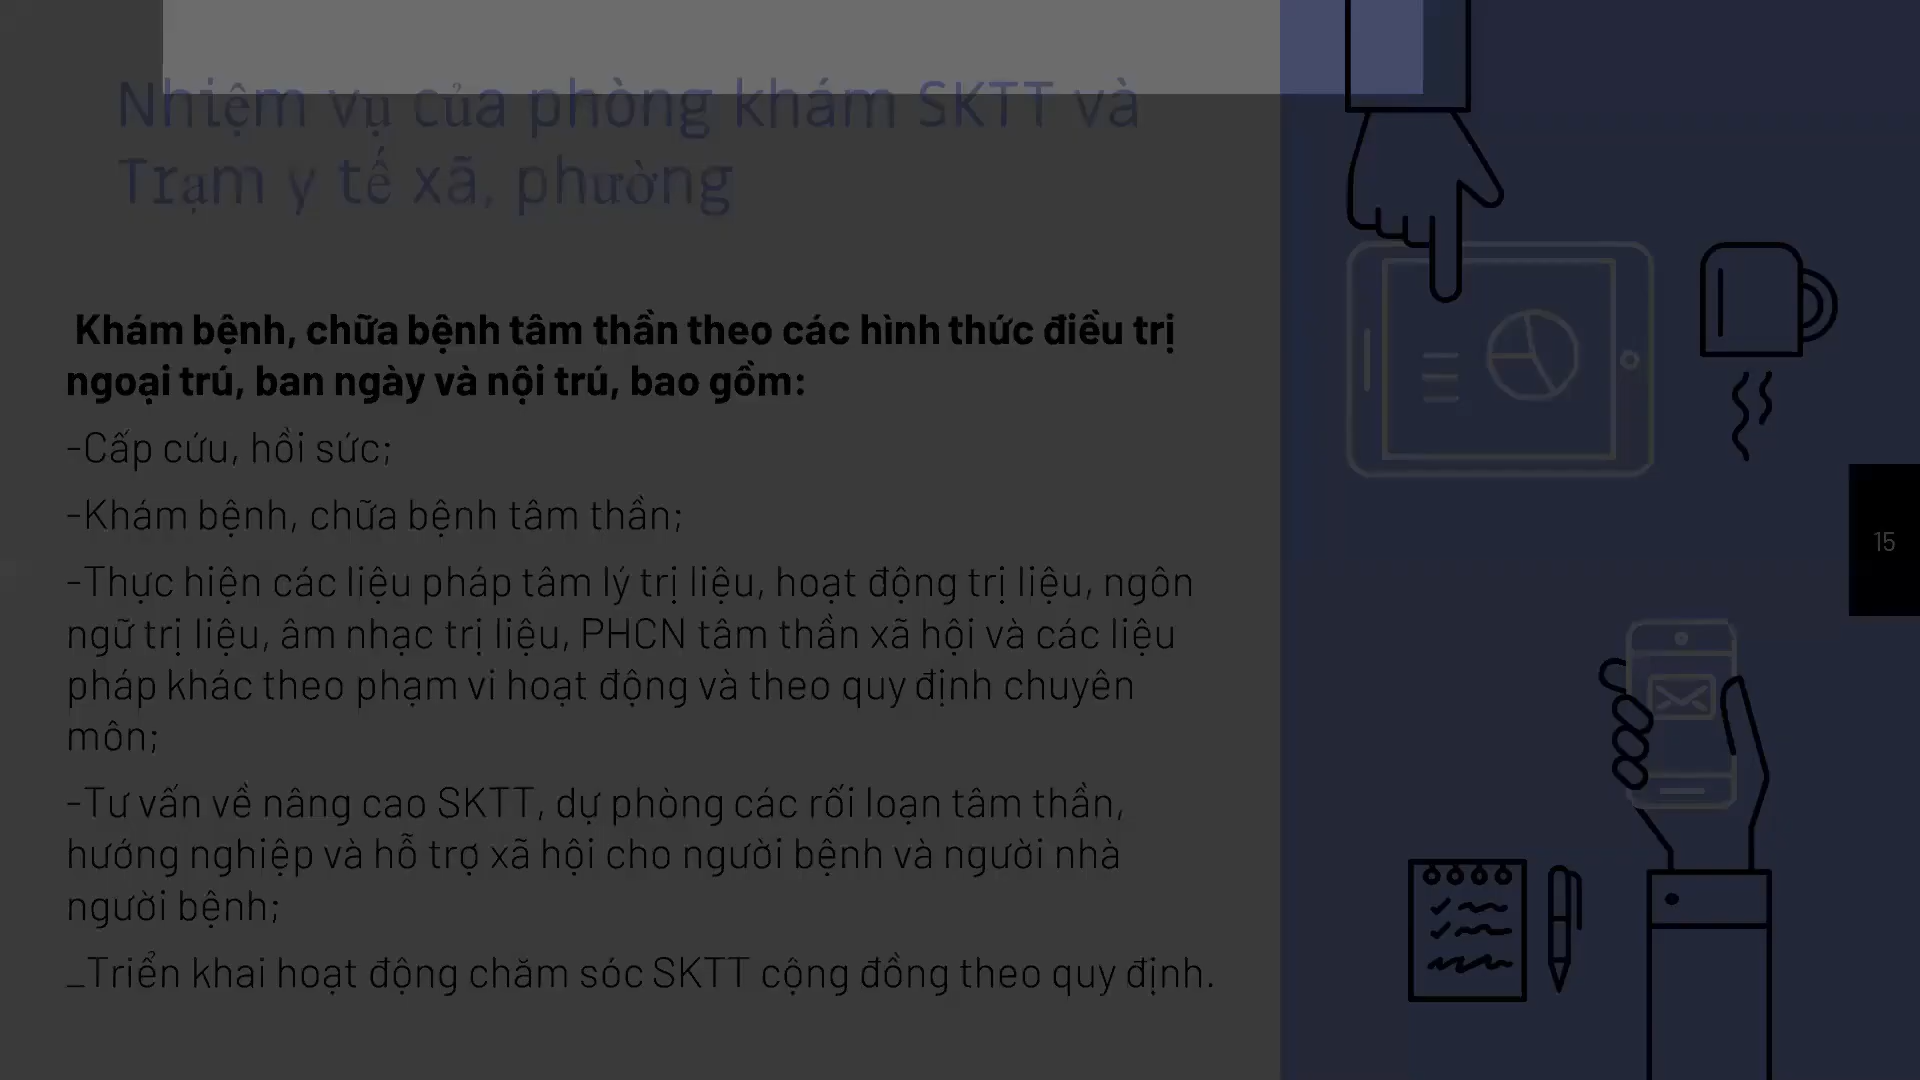 Nhiệm vụ của phòng khám SKTT và
Trạm y tế xã, phường
Khám bệnh, chữa bệnh tâm thần theo các hình thức điều trị
ngoại trú, ban ngày và nội trú, bao gồm:
-Cấp cứu, hồi sức;
-Khám bệnh, chữa bệnh tâm thần;
-Thực hiện các liệu pháp tâm lý trị liệu, hoạt động trị liệu, ngôn
ngữ trị liệu, âm nhạc trị liệu, PHCN tâm thần xã hội và các liệu
pháp khác theo phạm vi hoạt động và theo quy định chuyên
môn;
-Tư vấn về nâng cao SKTT, dự phòng các rối loạn tâm thần,
hướng nghiệp và hỗ trợ xã hội cho người bệnh và người nhà
người bệnh;
_Triển khai hoạt động chăm sóc SKTT cộng đồng theo quy định.
15